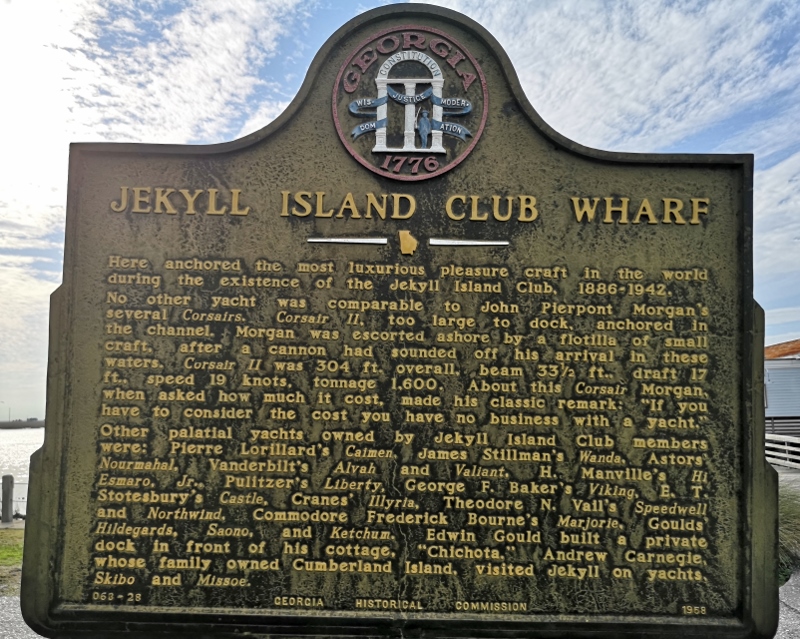 GEORGIA
CONSTITUTION
WIS- JUSTICE MODER-
DOM ATION
1776
JEKYLL ISLAND CLUB WHARF
Here anchored the most luxurious pleasure craft in the world
during the existence of the Jekyll Island Club, 1886-1942.
No other yacht was comparable to John Pierpont Morgan's
several Corsairs. Corsair II, too large to dock, anchored in
the channel. Morgan was escorted ashore by a flotilla of small
craft, after a cannon had sounded off his arrival in these
waters. Corsair II was 304 ft. overall, beam 33½ ft., draft 17
ft., speed 19 knots, tonnage 1,600. About this Corsair Morgan,
when asked how much it cost, made his classic remark: "If you
have to consider the cost you have no business with a yacht."
Other palatial yachts owned by Jekyll Island Club members
were: Pierre Lorillard's Caimen, James Stillman's Wanda, Astors'
Nourmahal, Vanderbilt's Alvah and Valiant, H. Manville's Hi
Esmaro, Jr., Pulitzer's Liberty, George F. Baker's Viking, E. T.
Stotesbury's Castle, Cranes' Illyria, Theodore N. Vail's Speedwell
and Northwind, Commodore Frederick Bourne's Marjorie, Goulds'
Hildegards, Saono, and Ketchum. Edwin Gould built a private
dock in front of his cottage, "Chichota." Andrew Carnegie,
whose family owned Cumberland Island, visited Jekyll on yachts,
Skibo and Missoe.
063-28 GEORGIA HISTORICAL COMMISSION 1958